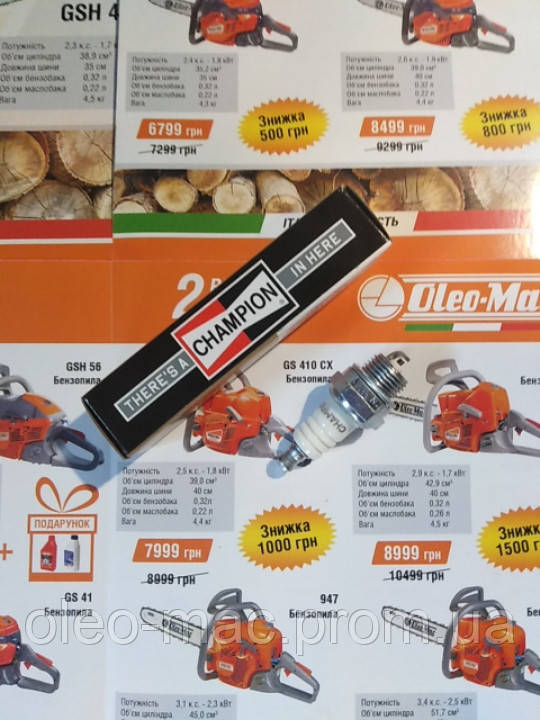 GSH 4
Потужність 2,3 к.с. - 1,7 к
Об'єм циліндра 38,9 см³
Довжина шини 35 см
Об'єм бензобака 0,32 л
Об'єм маслобака 0,22 л
Вага 4,5 кг
Потужність 2,4 к.с. - 1,8 кВт
Об'єм циліндра 35,2 см³
Довжина шини 35 см
Об'єм бензобака 0,32 л
Об'єм маслобака 0,22 л
Вага 4,3 кг
6799 грн
7299 грн
Знижка
500 грн
Потужність 2,6 к.с. - 1,8 кВт
Об'єм циліндра 39,0 см³
Довжина шини 40 см
Об'єм бензобака 0,32 л
Об'єм маслобака 0,22 л
Вага 4,4 кг
8499 грн
9299 грн
Знижка
800 грн
ІТ
ІСТЬ
2 Р
Oleo-Ma
THERE'S A
CHAMPION
IN HERE
GSH 56
Бензопила
GS 410 CX
Бензопила
Бензопила
CHAMPI
Потужність 2,5 к.с. - 1,8 кВт
Об'єм циліндра 39,0 см³
Довжина шини 40 см
Об'єм бензобака 0,32л
Об'єм маслобака 0,22 л
Вага 4,4 кг
7999 грн
8999 грн
Знижка
1000 грн
Потужність 2,9 к.с. - 1,7 кВт
Об'єм циліндра 42,9 см³
Довжина шини 40 см
Об'єм бензобака 0,32 л
Об'єм маслобака 0,26 л
Вага 4,5 кг
8999 грн
10499 грн
Знижка
1500 грн
+ ПОДАРУНОК
GS 41
Бензопила
947
Бензопила
Oleo-Mac
oleo-mac.prom.ua
Потужність 3,1 к.с. - 2,3 кВт
Об'єм циліндра 45,0 см³
Потужність 3,4 к.с. - 2,5 кВт
Об'єм циліндра 51,7 см³